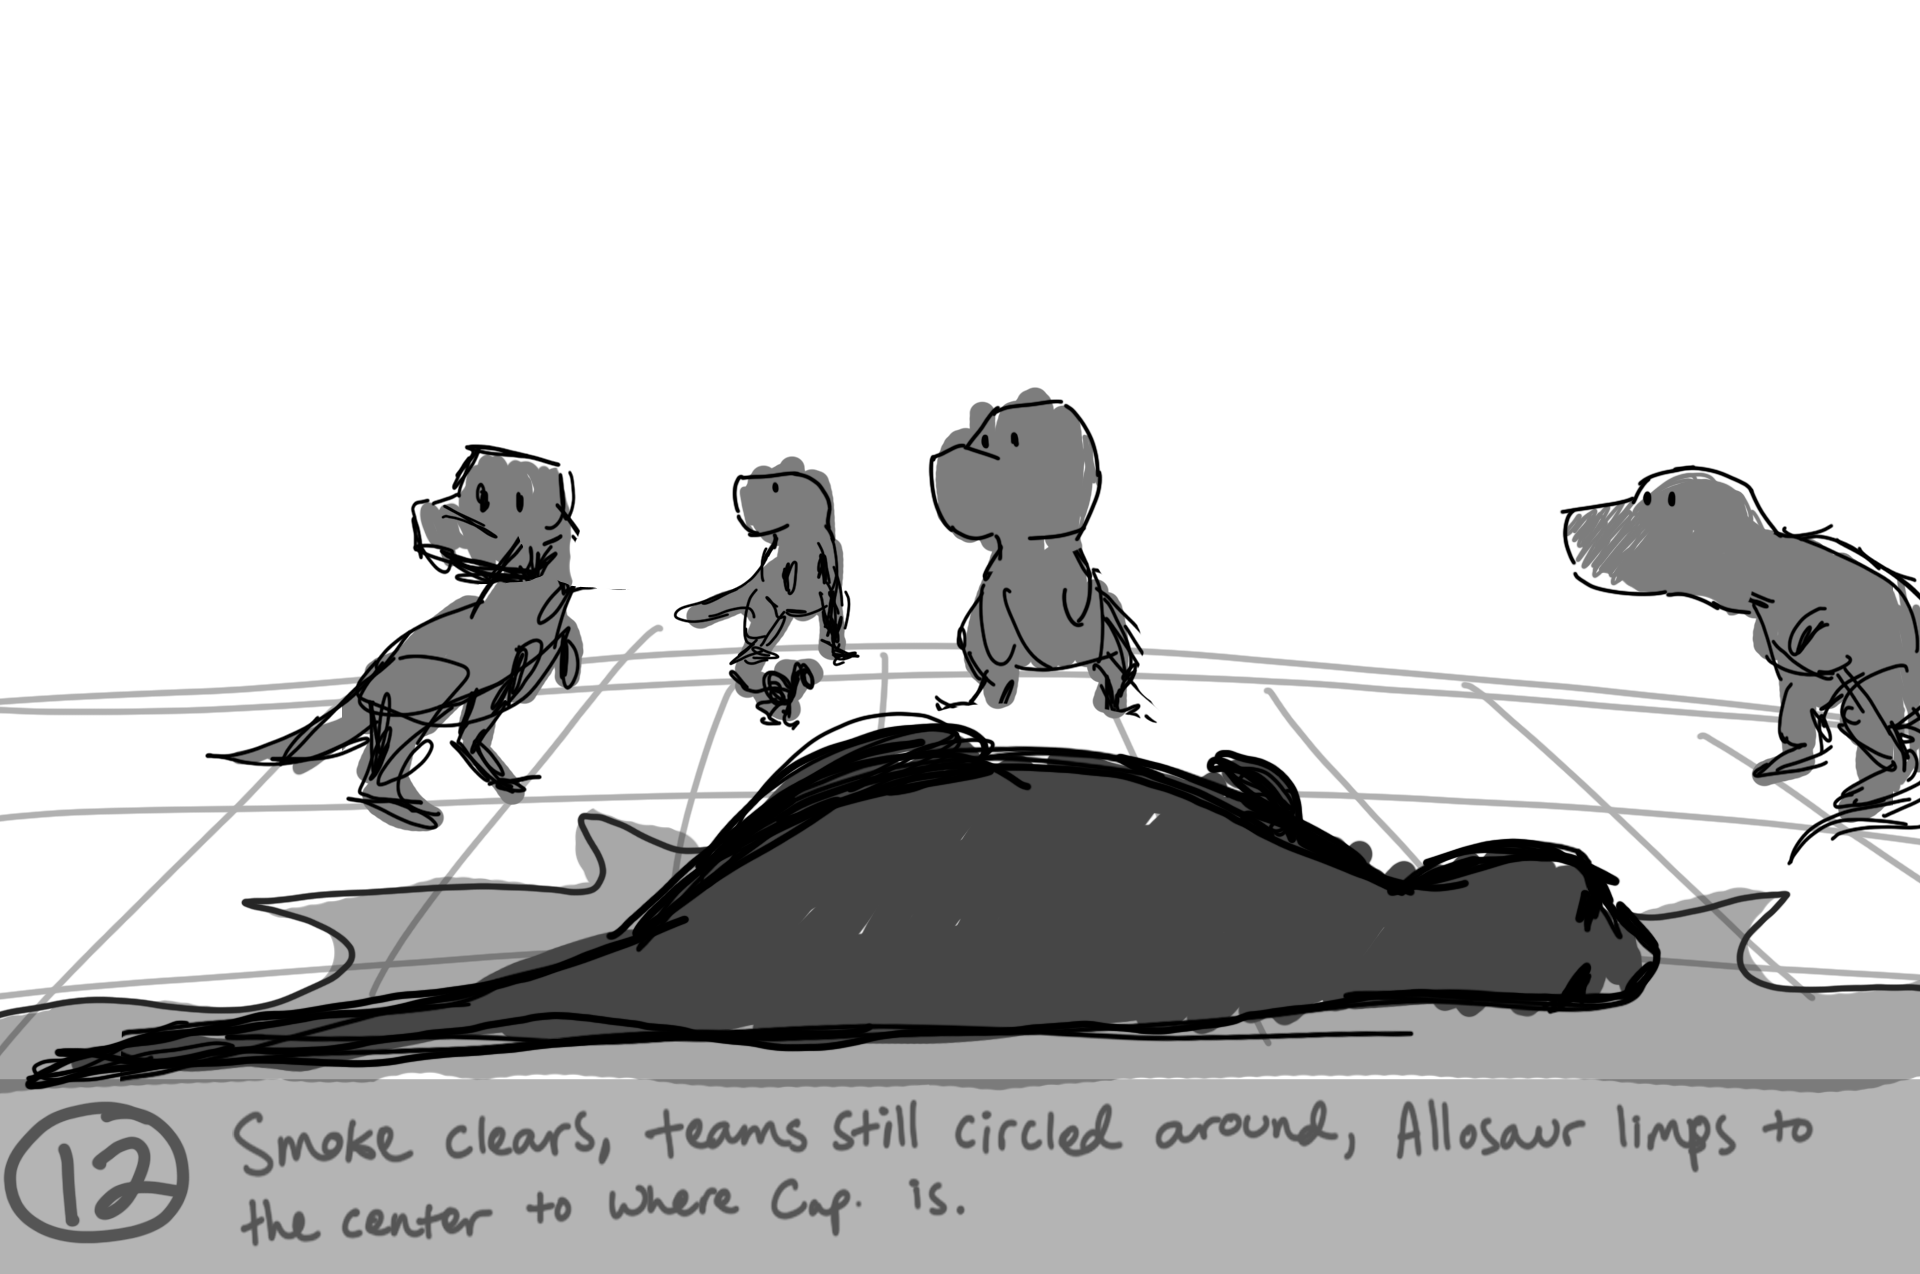 12
Smoke clears, teams still circled around, Allosaur limps to
the center to where Cap. is.